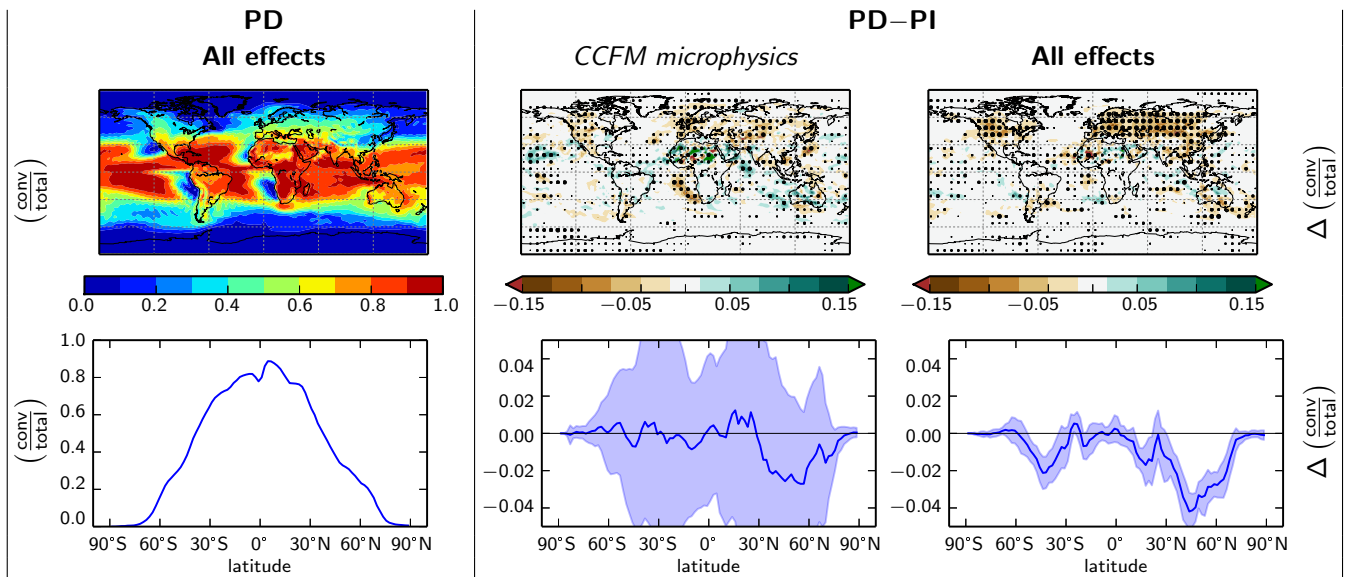 PD
PD−PI
All effects
CCFM microphysics
All effects
(conv/total)
Δ (conv/total)
0.0 0.2 0.4 0.6 0.8 1.0
−0.15 −0.05 0.05 0.15
−0.15 −0.05 0.05 0.15
(conv/total)
1.0
0.8
0.6
0.4
0.2
0.0
90°S 60°S 30°S 0° 30°N 60°N 90°N
latitude
0.04
0.02
0.00
−0.02
−0.04
90°S 60°S 30°S 0° 30°N 60°N 90°N
latitude
0.04
0.02
0.00
−0.02
−0.04
90°S 60°S 30°S 0° 30°N 60°N 90°N
latitude
Δ (conv/total)